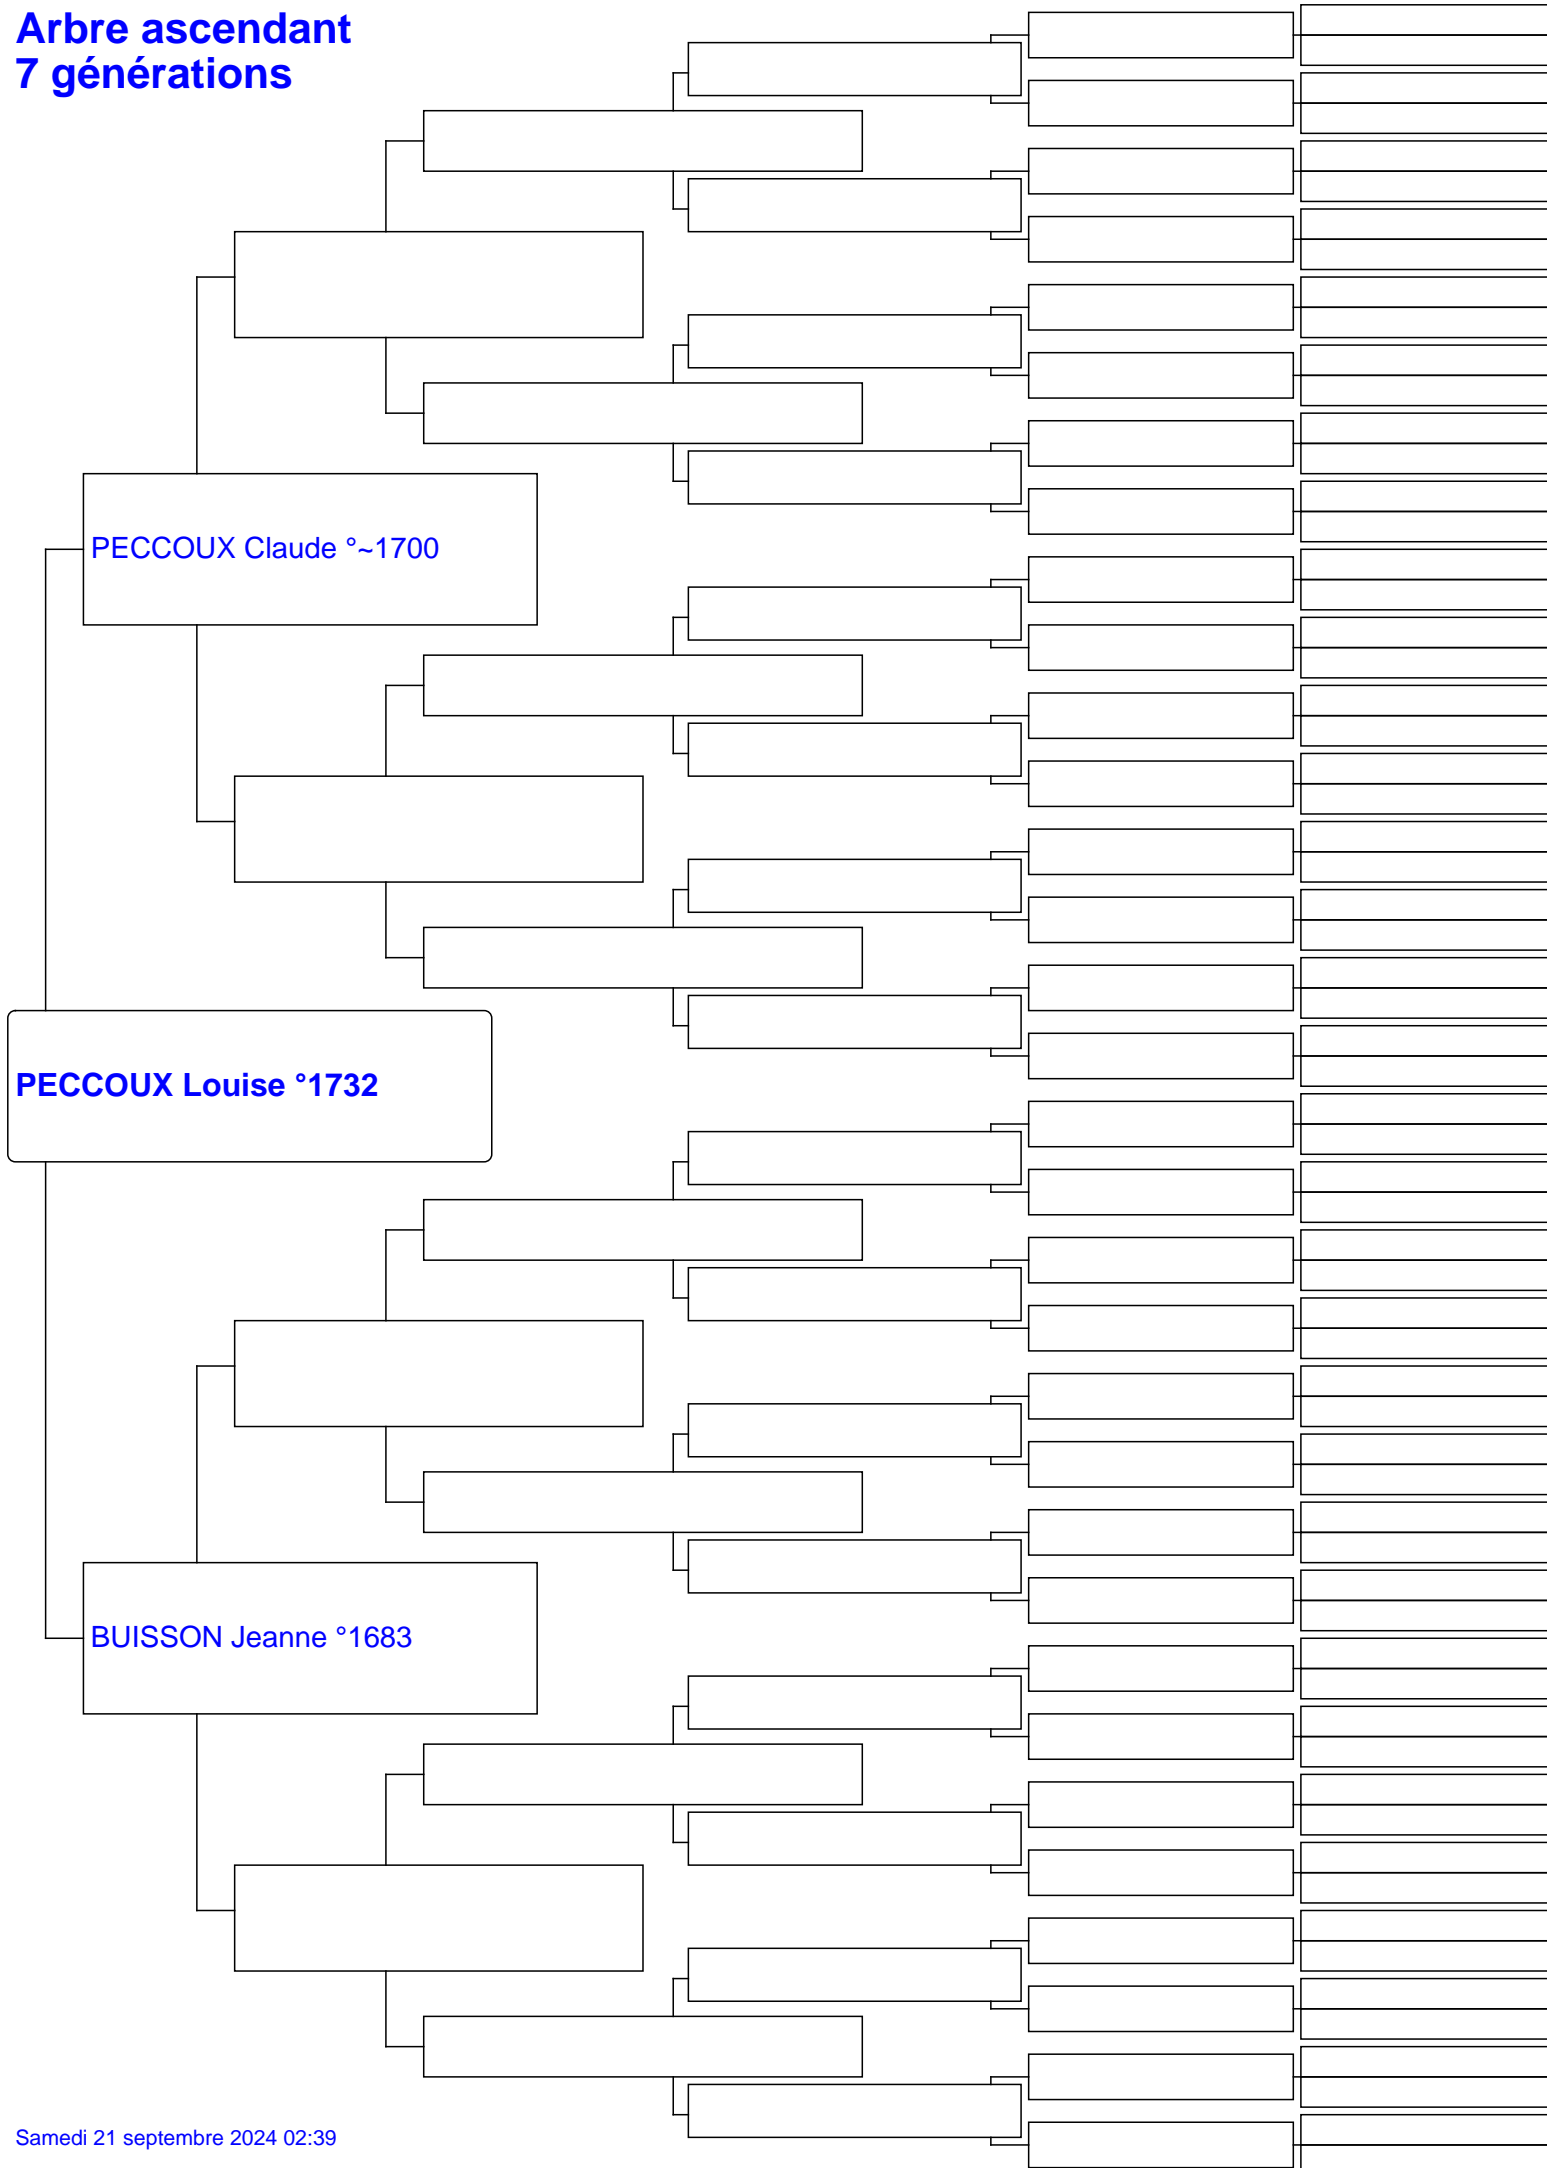 Arbre ascendant
7 générations
PECCOUX Claude °~1700
PECCOUX Louise °1732
BUISSON Jeanne °1683
Samedi 21 septembre 2024 02:39